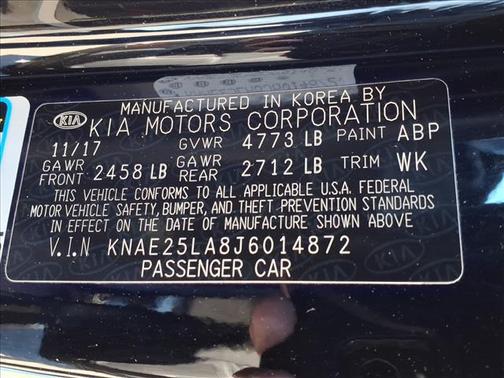 MANUFACTURED IN KOREA BY
KIA KIA MOTORS CORPORATION
11/17 GVWR 4773 LB PAINT ABP
GAWR FRONT 2458 LB GAWR REAR 2712 LB TRIM WK
THIS VEHICLE CONFORMS TO ALL APPLICABLE U.S.A. FEDERAL
MOTOR VEHICLE SAFETY, BUMPER, AND THEFT PREVENTION STANDARDS
IN EFFECT ON THE DATE OF MANUFACTURE SHOWN ABOVE
V.I.N KNAE25LA8J6014872
PASSENGER CAR